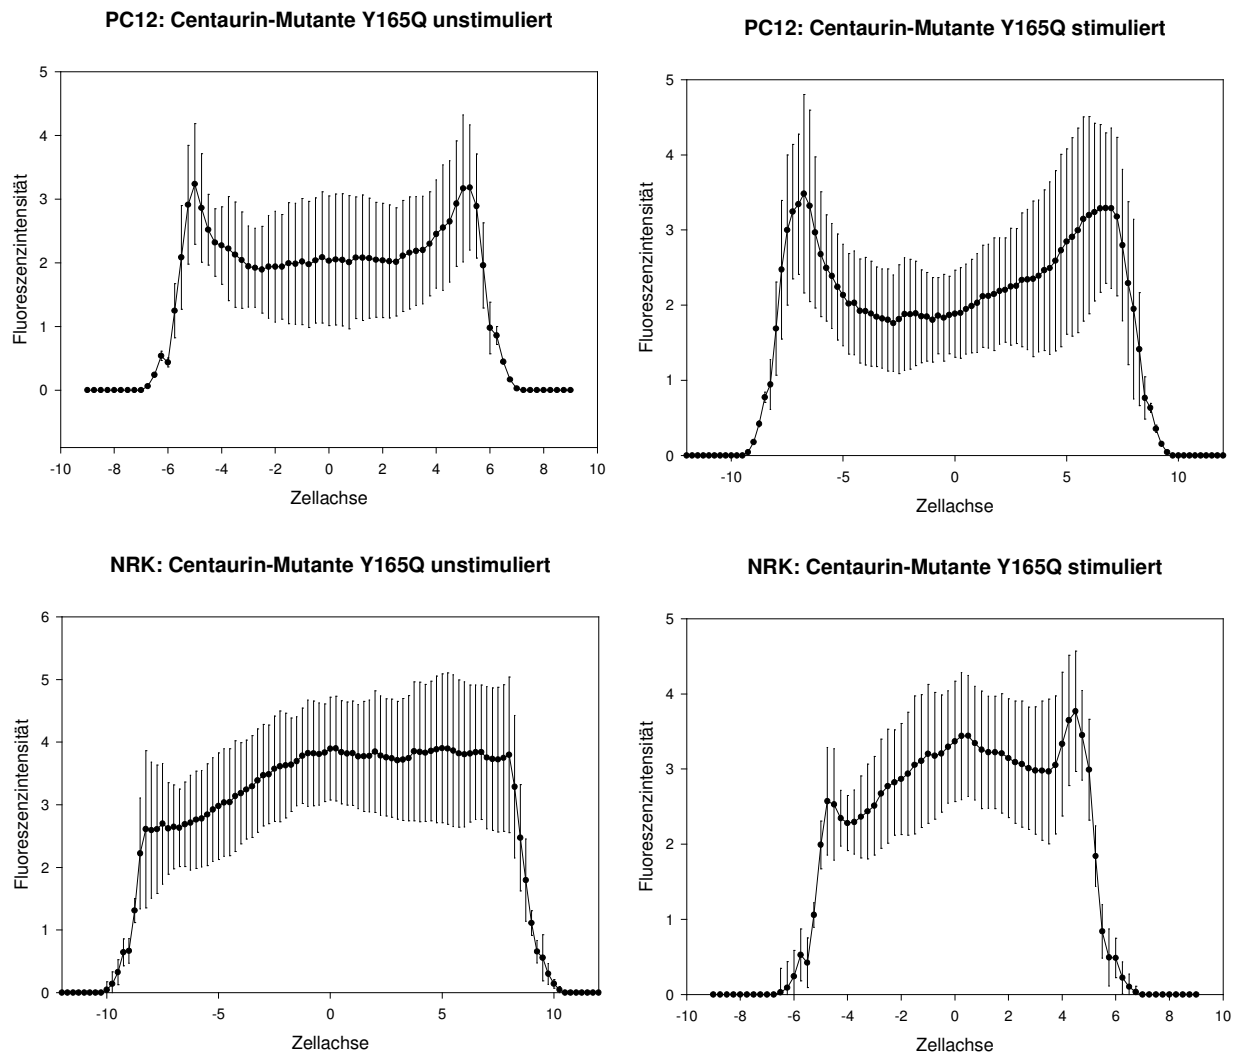 PC12: Centaurin-Mutante Y165Q unstimuliert
5
4
3
2
1
0
Fluoreszenzintensität
-10 -8 -6 -4 -2 0 2 4 6 8 10
Zellachse
PC12: Centaurin-Mutante Y165Q stimuliert
5
4
3
2
1
0
Fluoreszenzintensität
-10 -5 0 5 10
Zellachse
NRK: Centaurin-Mutante Y165Q unstimuliert
6
5
4
3
2
1
0
Fluoreszenzintensität
-10 -5 0 5 10
Zellachse
NRK: Centaurin-Mutante Y165Q stimuliert
5
4
3
2
1
0
Fluoreszenzintensität
-10 -8 -6 -4 -2 0 2 4 6 8 10
Zellachse